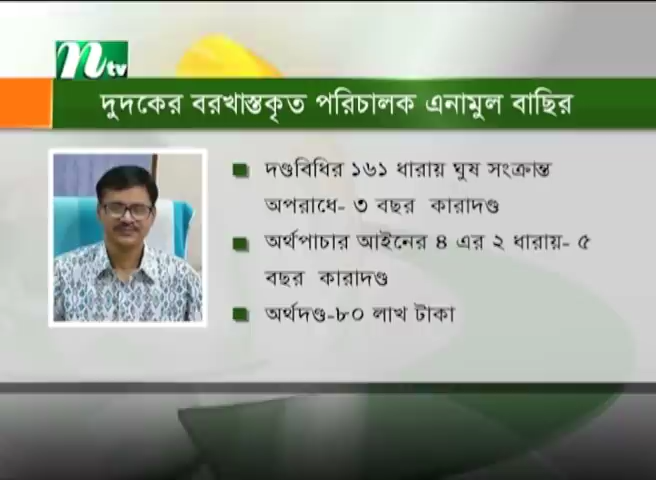 ntv
দুদকের বরখাস্তকৃত পরিচালক এনামুল বাছির
দণ্ডবিধির ১৬১ ধারায় ঘুষ সংক্রান্ত
অপরাধে- ৩ বছর কারাদণ্ড
অর্থপাচার আইনের ৪ এর ২ ধারায়- ৫
বছর কারাদণ্ড
অর্থদণ্ড-৮০ লাখ টাকা